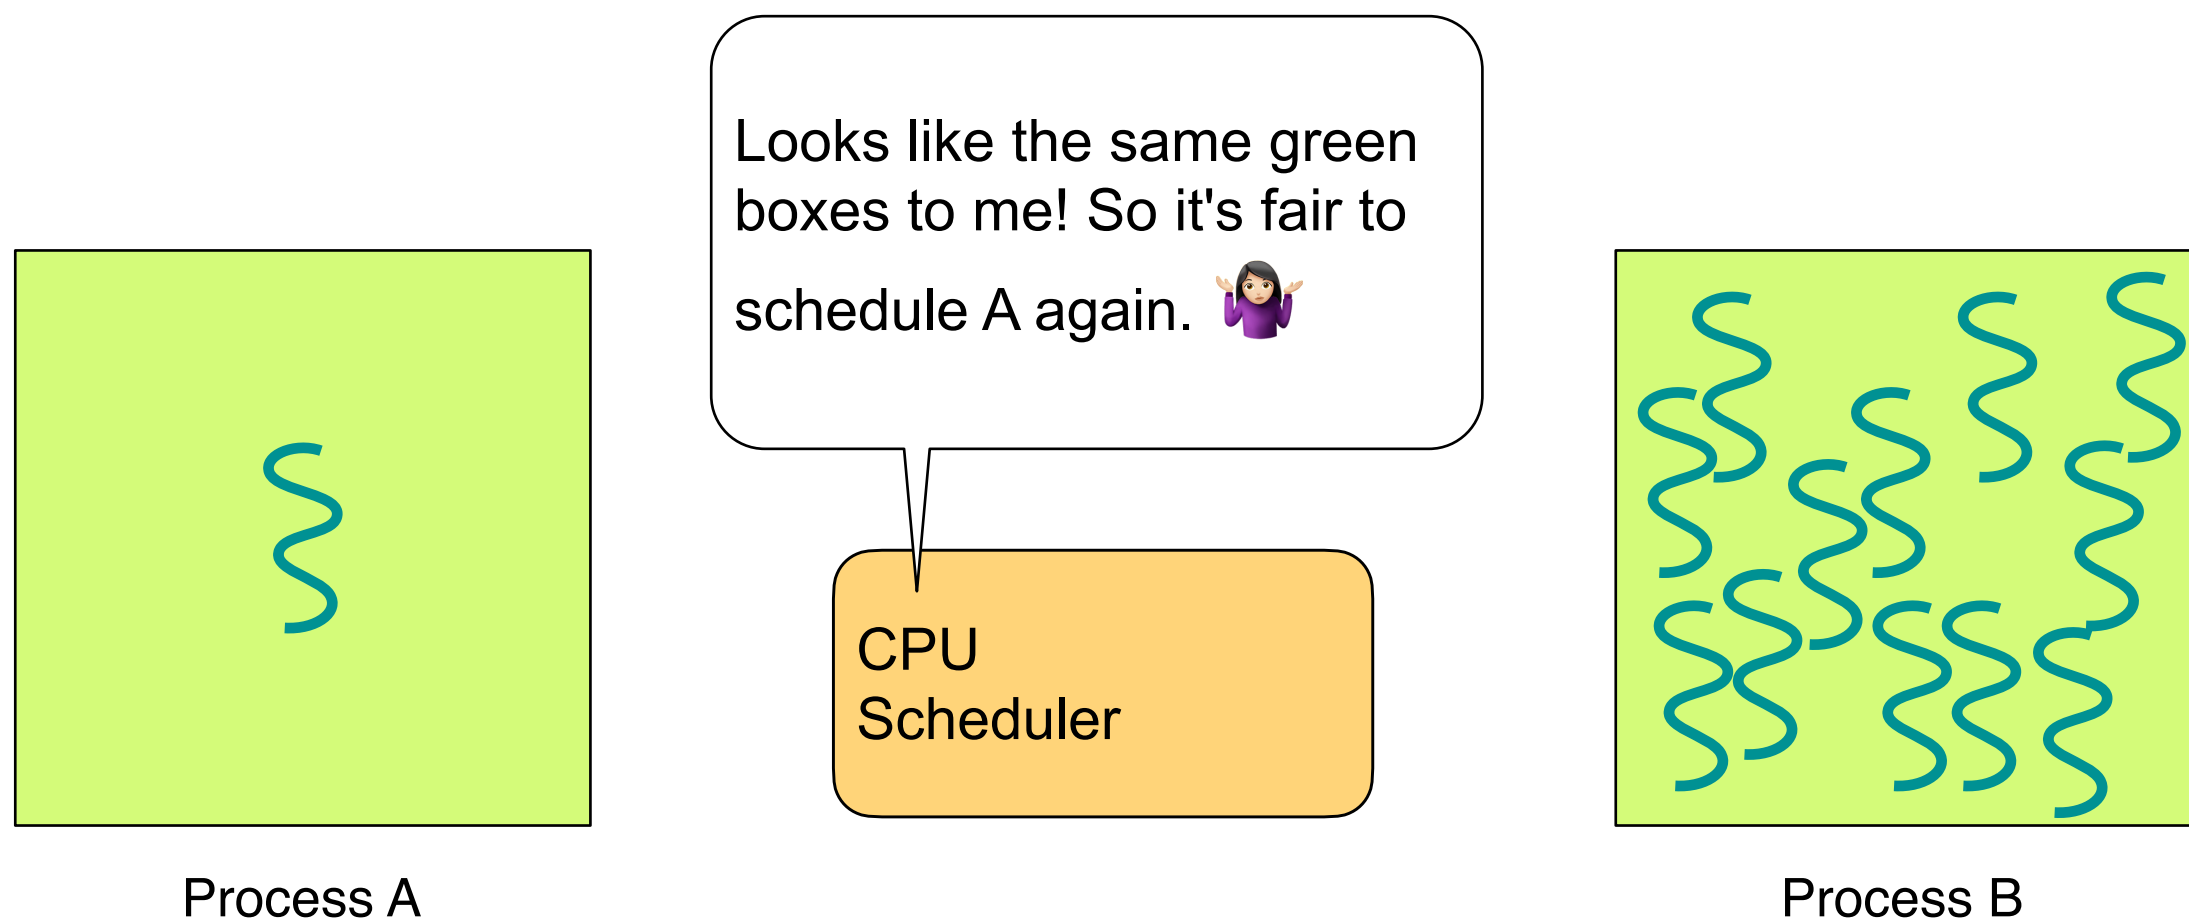 Looks like the same green
boxes to me! So it's fair to
schedule A again. 🤷🏻‍♀️
CPU
Scheduler
Process A
Process B